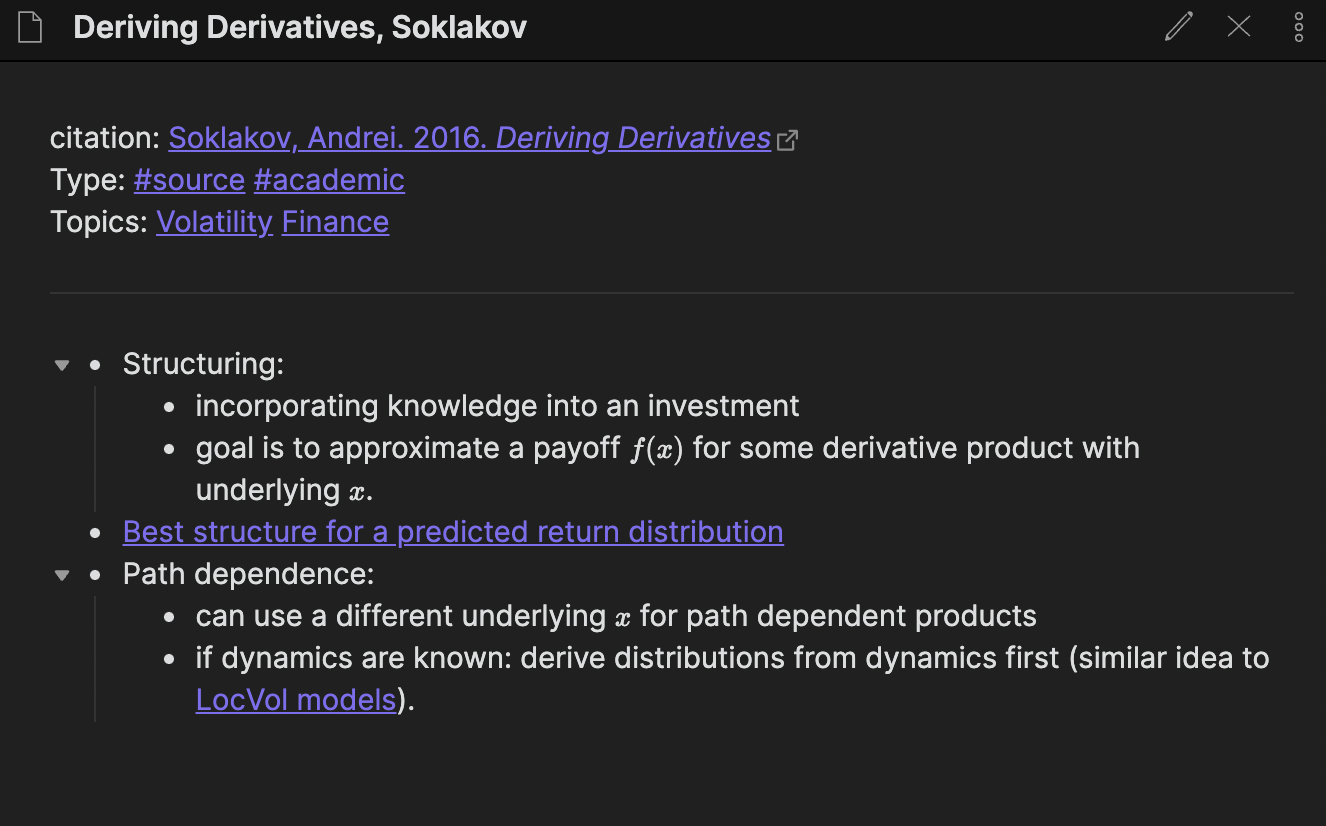 Deriving Derivatives, Soklakov
citation: Soklakov, Andrei. 2016. Deriving Derivatives
Type: #source #academic
Topics: Volatility Finance
Structuring:
incorporating knowledge into an investment
goal is to approximate a payoff f(x) for some derivative product with
underlying x.
Best structure for a predicted return distribution
Path dependence:
can use a different underlying x for path dependent products
if dynamics are known: derive distributions from dynamics first (similar idea to
LocVol models).